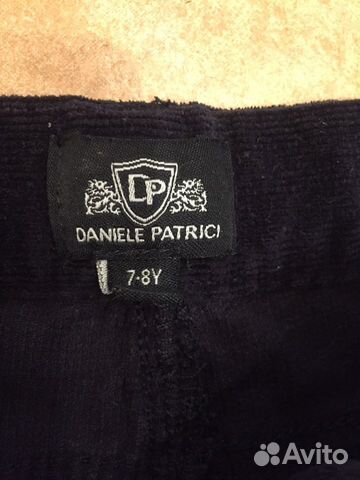 DP
DANIELE PATRICI
7-8Y
Avito